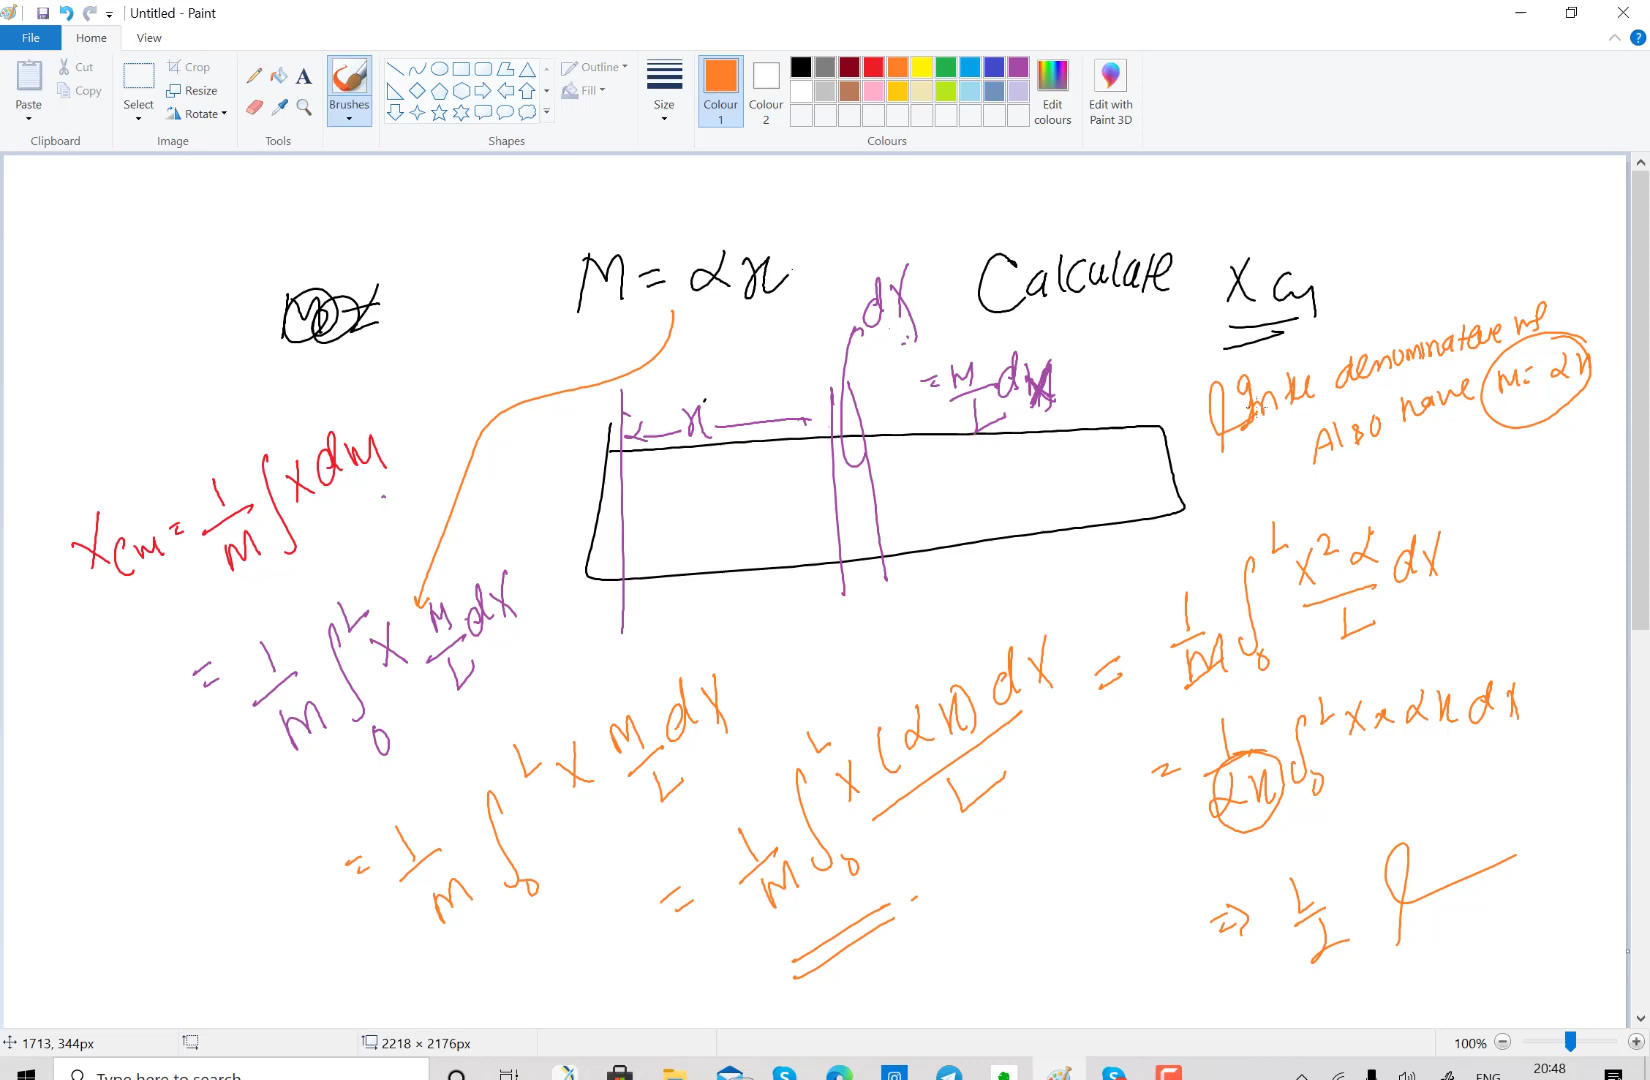 Untitled - Paint
File Home View
Paste
Cut
Copy
Clipboard
Select
Crop
Resize
Rotate
Image
Tools
Brushes
Shapes
Outline
Fill
Size
Colour 1
Colour 2
Edit colours
Edit with Paint 3D
Colours
M = αx
Calculate X cm
dx
= M/L dx
x
In the denominator we
Also have M = αx
Xcm = 1/M ∫ x dm
= 1/M ∫₀ᴸ x M/L dx
= 1/M ∫₀ᴸ x M/L dx
= 1/M ∫₀ᴸ x (αx) dx / L
= 1/M ∫₀ᴸ x²α/L dx
= 1/αx ∫₀ᴸ x × αx dx
⇒ L/2
1713, 344px
2218 × 2176px
100%
Type here to search
ENG
20:48